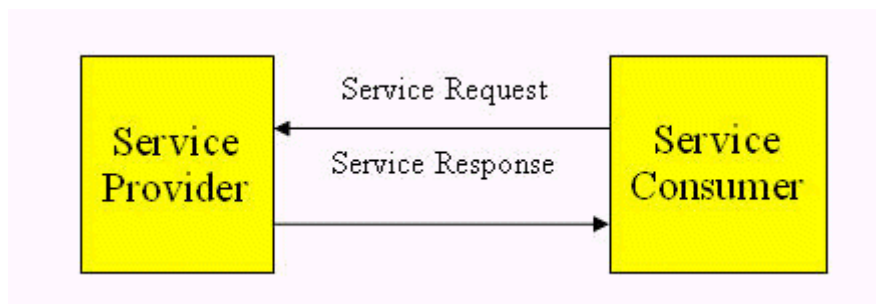 Service Request
Service
Provider
Service Response
Service
Consumer